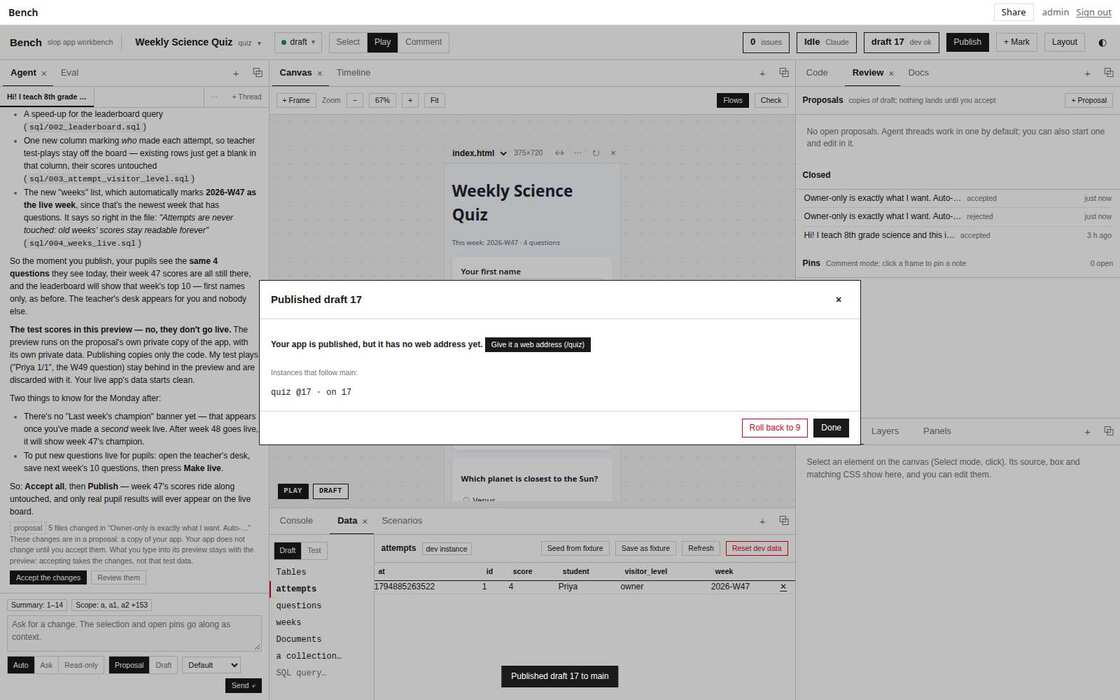 Bench
Share
admin
Sign out
Bench slop app workbench
Weekly Science Quiz quiz
draft
Select
Play
Comment
0 issues
Idle Claude
draft 17 dev ok
Publish
+ Mark
Layout
Agent ×
Eval
+
Hi! I teach 8th grade ...
...
+ Thread
A speed-up for the leaderboard query
(sql/002_leaderboard.sql)
One new column marking who made each attempt, so teacher
test-plays stay off the board — existing rows just get a blank in
that column, their scores untouched
(sql/003_attempt_visitor_level.sql)
The new "weeks" list, which automatically marks 2026-W47 as
the live week, since that's the newest week that has
questions. It says so right in the file: "Attempts are never
touched: old weeks' scores stay readable forever"
(sql/004_weeks_live.sql)
So the moment you publish, your pupils see the same 4
questions they see today, their week 47 scores are all still there,
and the leaderboard will show that week's top 10 — first names
only, as before. The teacher's desk appears for you and nobody
else.
The test scores in this preview — no, they don't go live. The
preview runs on the proposal's own private copy of the app, with
its own private data. Publishing copies only the code. My test plays
("Priya 1/1", the W49 question) stay behind in the preview and are
discarded with it. Your live app's data starts clean.
Two things to know for the Monday after:
There's no "Last week's champion" banner yet — that appears
once you've made a second week live. After week 48 goes live,
it will show week 47's champion.
To put new questions live for pupils: open the teacher's desk,
save next week's 10 questions, then press Make live.
So: Accept all, then Publish — week 47's scores ride along
untouched, and only real pupil results will ever appear on the live
board.
proposal 5 files changed in "Owner-only is exactly what I want. Auto-..."
These changes are in a proposal: a copy of your app. Your app does not
change until you accept them. What you type into its preview stays with the
preview: accepting takes the changes, not that test data.
Accept the changes
Review them
Summary: 1–14
Scope: a, a1, a2 +153
Ask for a change. The selection and open pins go along as
context.
Auto
Ask
Read-only
Proposal
Draft
Default
Send
Canvas ×
Timeline
+
+ Frame
Zoom
−
67%
+
Fit
Flows
Check
index.html
375×720
...
×
Weekly Science
Quiz
This week: 2026-W47 · 4 questions
Your first name
Published draft 17
×
Your app is published, but it has no web address yet. Give it a web address (/quiz)
Instances that follow main:
quiz @17 · on 17
Roll back to 9
Done
Which planet is closest to the Sun?
Venus
PLAY
DRAFT
Console
Data ×
Scenarios
+
Draft
Test
Tables
attempts
questions
weeks
Documents
a collection…
SQL query…
attempts
dev instance
Seed from fixture
Save as fixture
Refresh
Reset dev data
at id score student visitor_level week
1794885263522 1 4 Priya owner 2026-W47 ×
Published draft 17 to main
Code
Review ×
Docs
+
Proposals copies of draft; nothing lands until you accept
+ Proposal
No open proposals. Agent threads work in one by default; you can also start one
and edit in it.
Closed
Owner-only is exactly what I want. Auto-... accepted just now
Owner-only is exactly what I want. Auto-... rejected just now
Hi! I teach 8th grade science and this i... accepted 3 h ago
Pins Comment mode: click a frame to pin a note
0 open
Layers
Panels
+
Select an element on the canvas (Select mode, click). Its source, box and
matching CSS show here, and you can edit them.